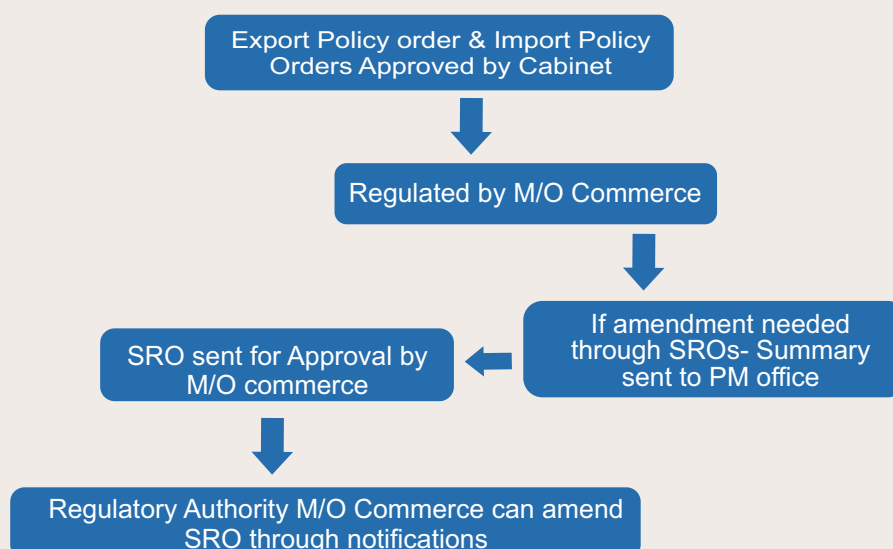 Export Policy order & Import Policy
Orders Approved by Cabinet
Regulated by M/O Commerce
If amendment needed
through SROs- Summary
sent to PM office
SRO sent for Approval by
M/O commerce
Regulatory Authority M/O Commerce can amend
SRO through notifications